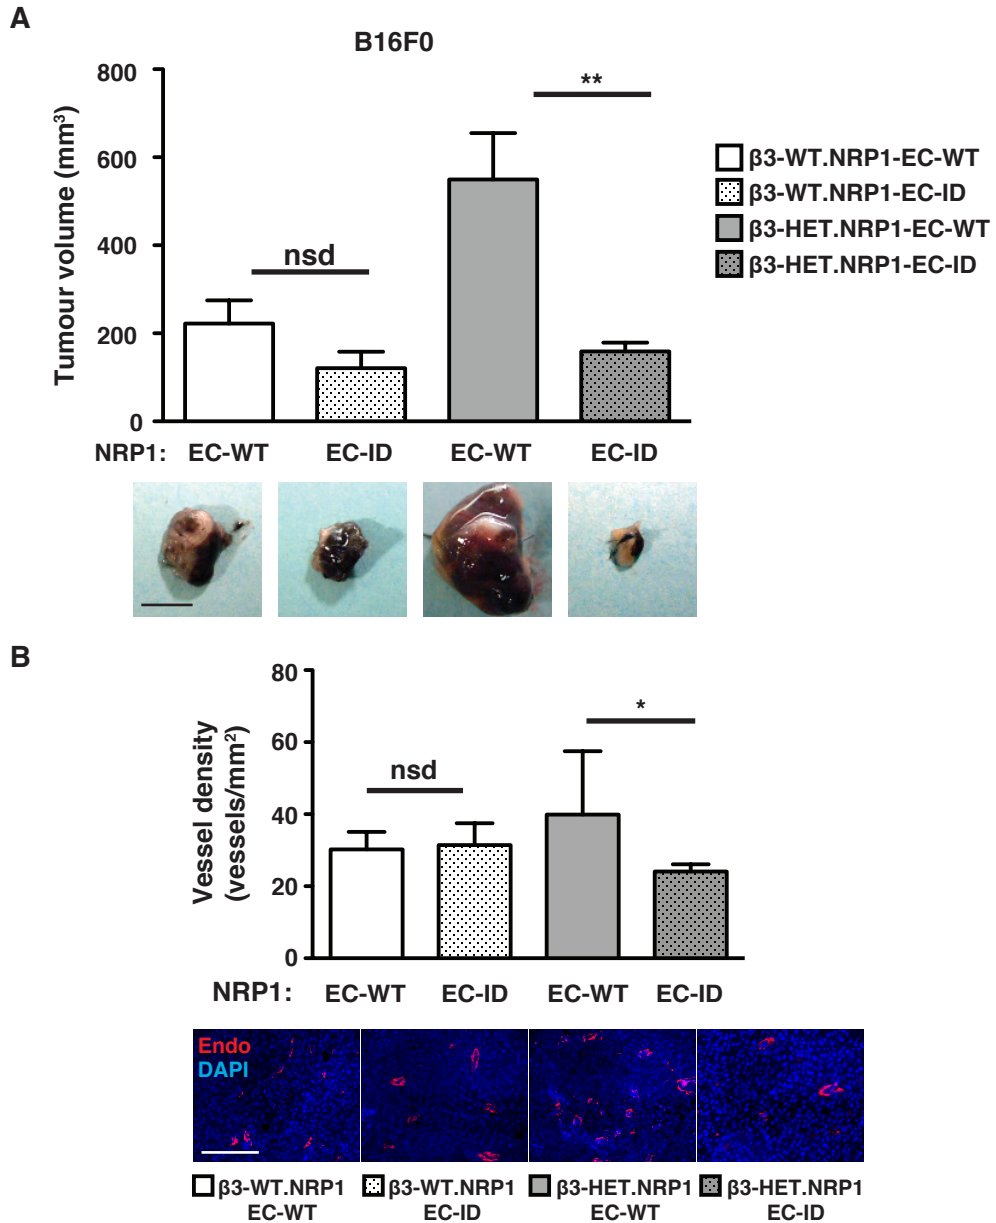 A
B16F0
Tumour volume (mm³)
800
600
400
200
0
nsd
**
β3-WT.NRP1-EC-WT
β3-WT.NRP1-EC-ID
β3-HET.NRP1-EC-WT
β3-HET.NRP1-EC-ID
NRP1: EC-WT EC-ID EC-WT EC-ID
B
Vessel density
(vessels/mm²)
80
60
40
20
0
nsd
*
NRP1: EC-WT EC-ID EC-WT EC-ID
Endo
DAPI
β3-WT.NRP1 β3-WT.NRP1 β3-HET.NRP1 β3-HET.NRP1
EC-WT EC-ID EC-WT EC-ID